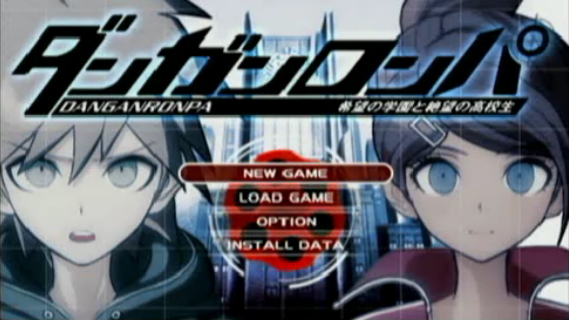 ダンガンロンパ
DANGANRONPA
希望の学園と絶望の高校生
NEW GAME
LOAD GAME
OPTION
INSTALL DATA